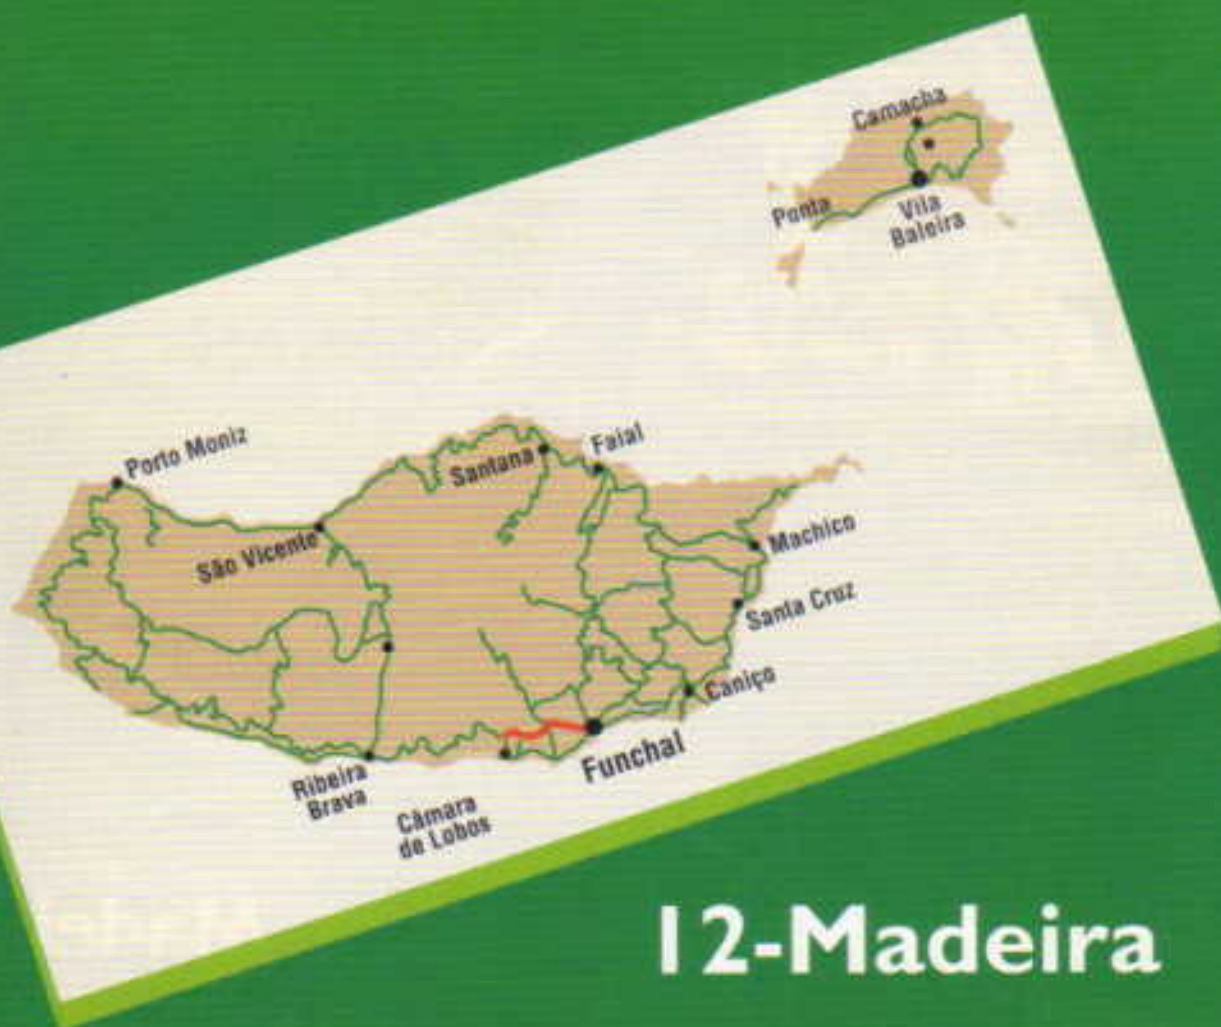 Camacha
Ponta
Vila
Baleira
Porto Moniz
Santana
Faial
São Vicente
Machico
Santa Cruz
Caniço
Funchal
Ribeira
Brava
Câmara
de Lobos
12-Madeira